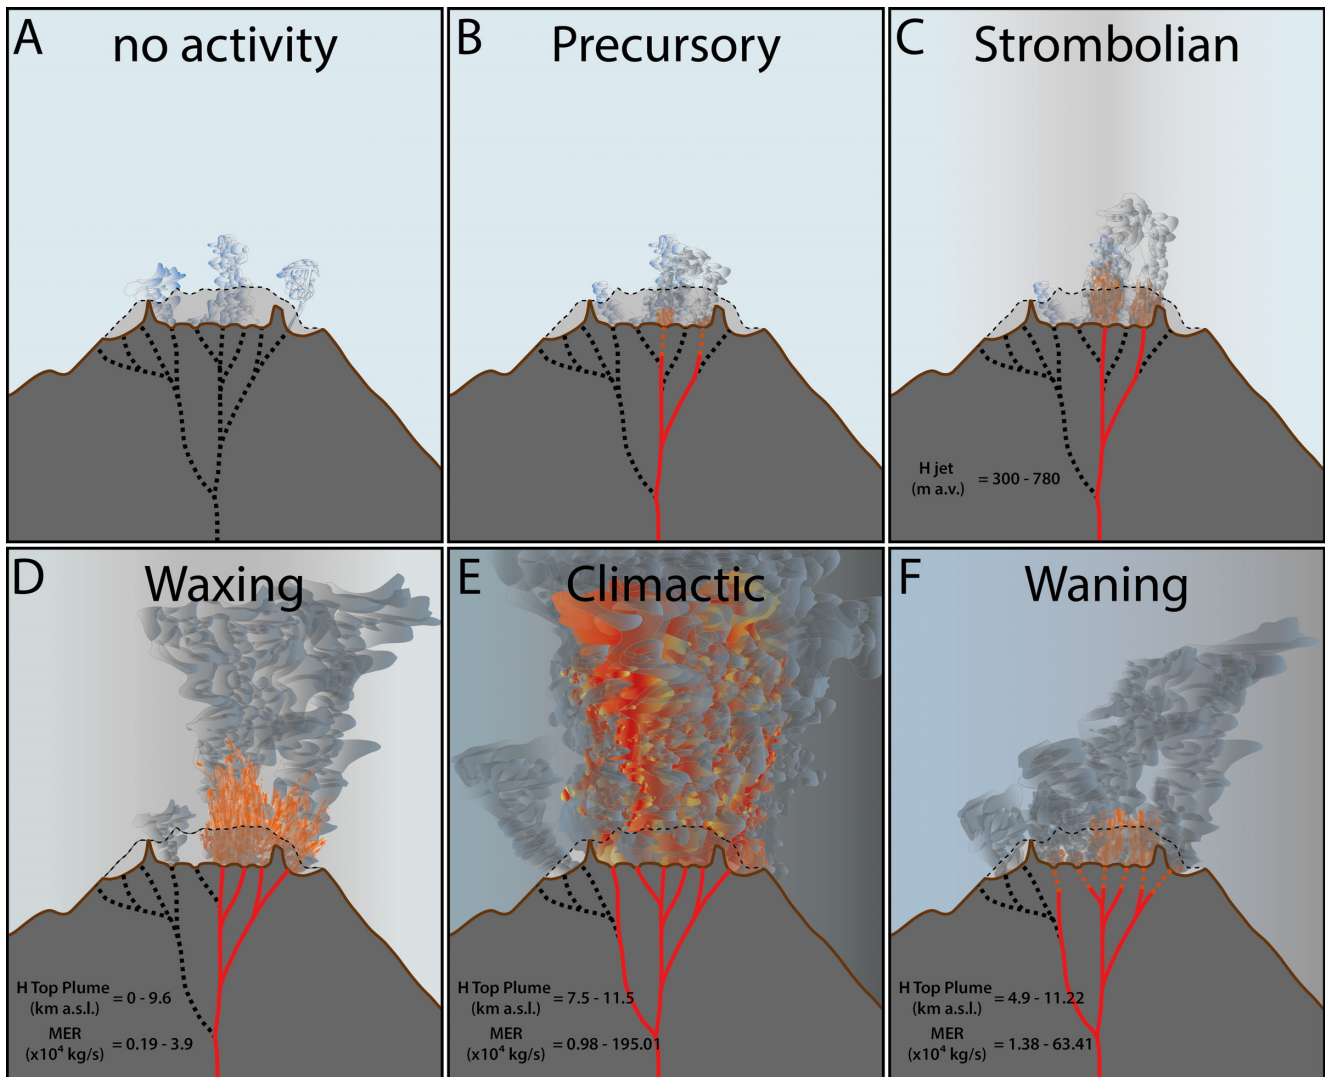 A no activity
B Precursory
C Strombolian
H jet
(m a.v.) = 300 - 780
D Waxing
H Top Plume
(km a.s.l.) = 0 - 9.6
MER
(x10⁴ kg/s) = 0.19 - 3.9
E Climactic
H Top Plume
(km a.s.l.) = 7.5 - 11.5
MER
(x10⁴ kg/s) = 0.98 - 195.01
F Waning
H Top Plume
(km a.s.l.) = 4.9 - 11.22
MER
(x10⁴ kg/s) = 1.38 - 63.41